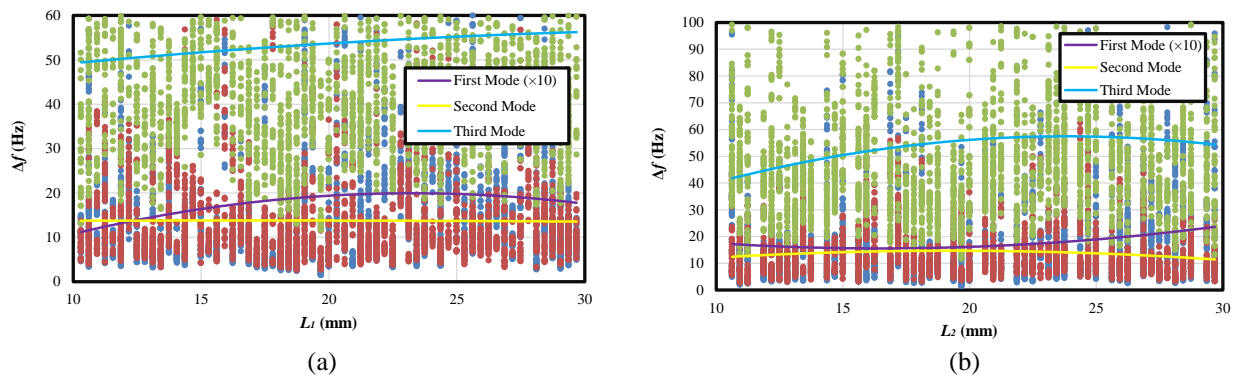 60
50
40
30
20
10
0
Δf (Hz)
First Mode (×10)
Second Mode
Third Mode
10 15 20 25 30
L1 (mm)
(a)
100
90
80
70
60
50
40
30
20
10
0
Δf (Hz)
First Mode (×10)
Second Mode
Third Mode
10 15 20 25 30
L2 (mm)
(b)